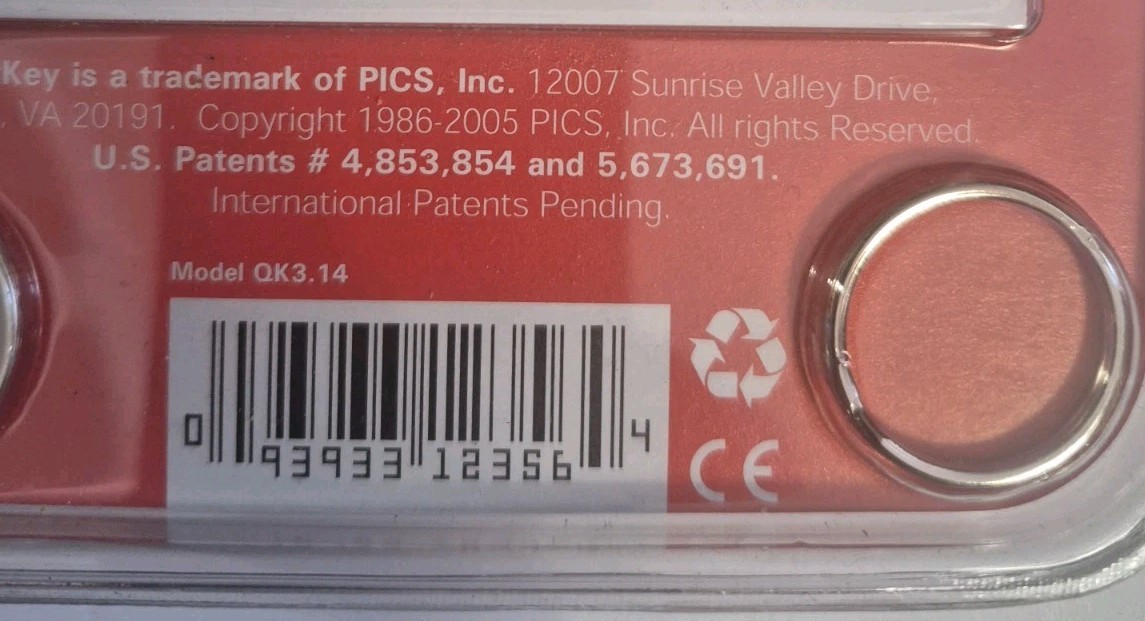 Key is a trademark of PICS, Inc. 12007 Sunrise Valley Drive,
, VA 20191. Copyright 1986-2005 PICS, Inc. All rights Reserved.
U.S. Patents # 4,853,854 and 5,673,691.
International Patents Pending.
Model QK3.14
0 93933 12356 4
CE